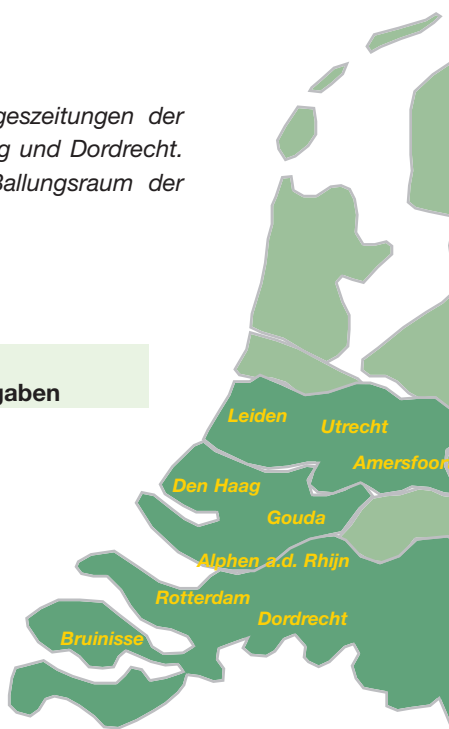 geszeitungen der
g und Dordrecht.
Ballungsraum der
gaben
Leiden
Utrecht
Amersfoor
Den Haag
Gouda
Alphen a.d. Rhijn
Rotterdam
Dordrecht
Bruinisse